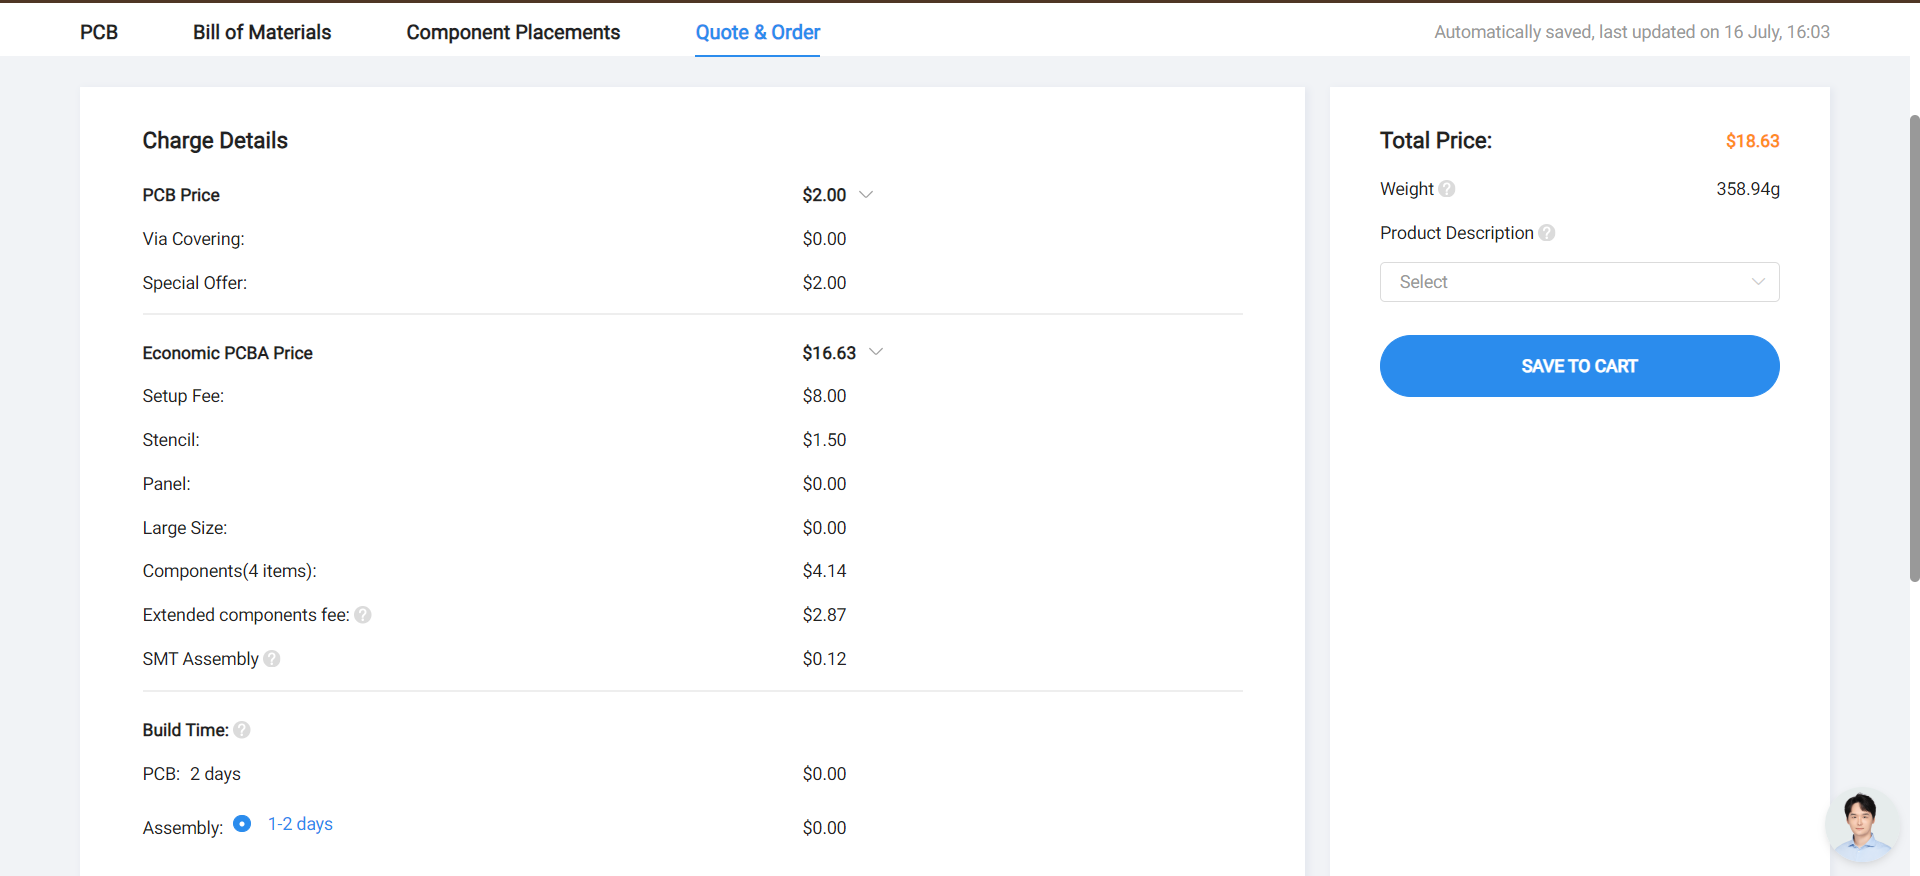 PCB Bill of Materials Component Placements Quote & Order Automatically saved, last updated on 16 July, 16:03
Charge Details
PCB Price $2.00
Via Covering: $0.00
Special Offer: $2.00
Economic PCBA Price $16.63
Setup Fee: $8.00
Stencil: $1.50
Panel: $0.00
Large Size: $0.00
Components(4 items): $4.14
Extended components fee: ? $2.87
SMT Assembly ? $0.12
Build Time: ?
PCB: 2 days $0.00
Assembly: 1-2 days $0.00
Total Price: $18.63
Weight ? 358.94g
Product Description ?
Select
SAVE TO CART